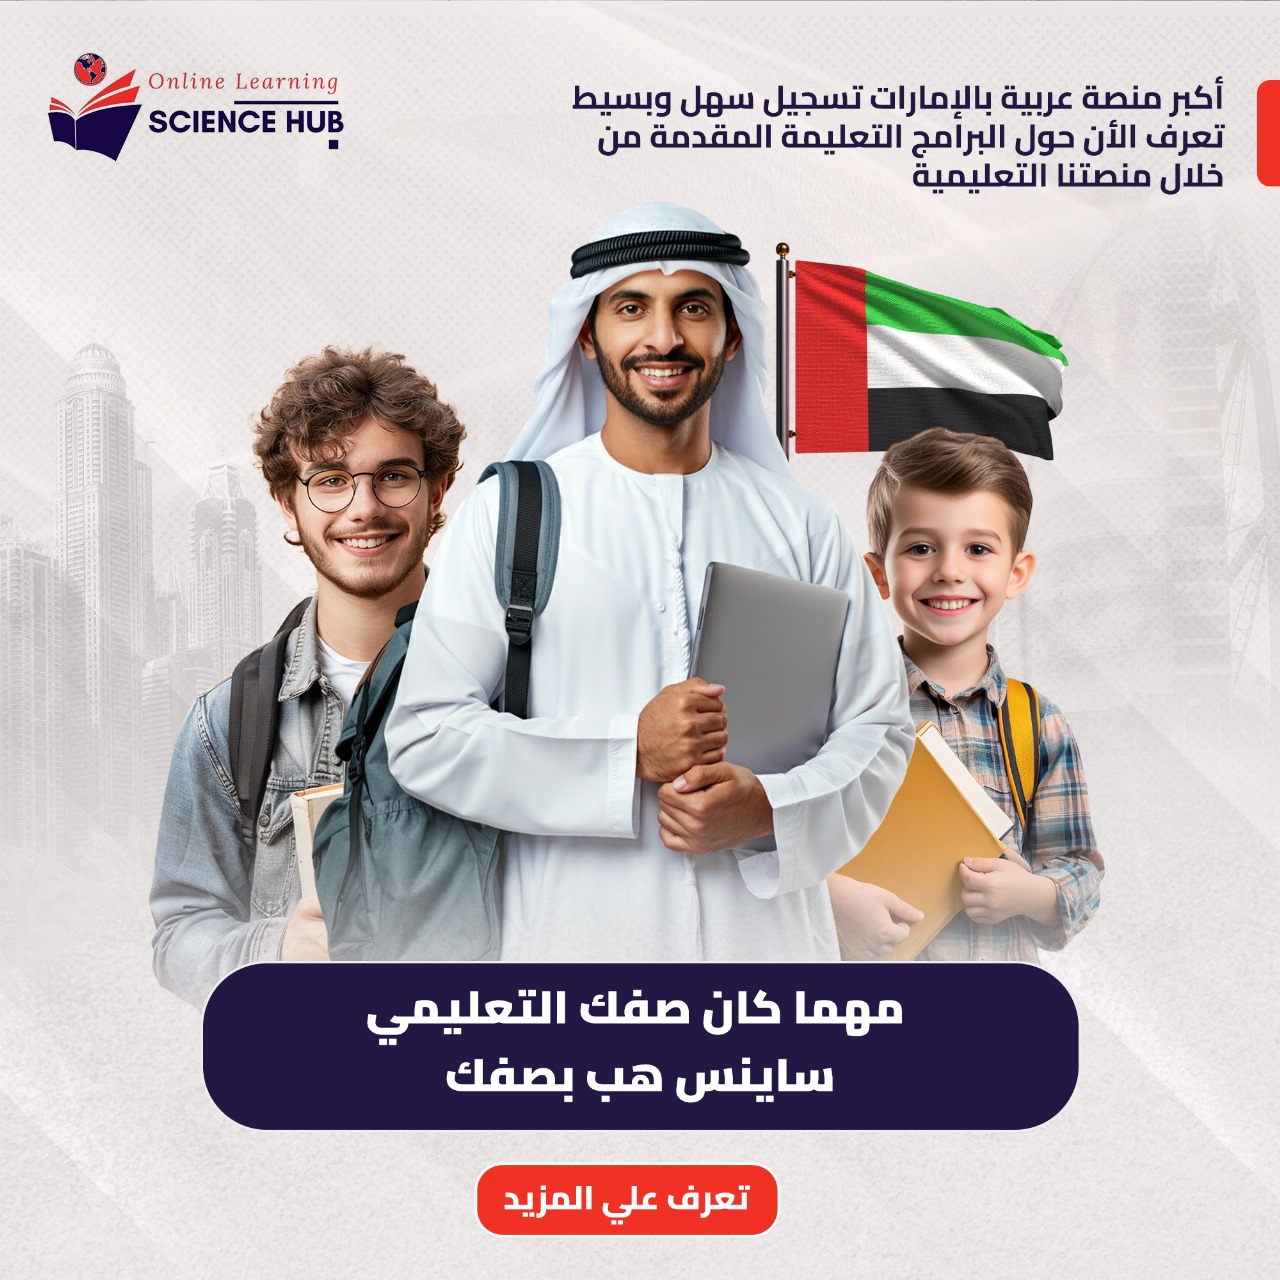 Online Learning
SCIENCE HUB
أكبر منصة عربية بالإمارات تسجيل سهل وبسيط
تعرف الأن حول البرامج التعليمة المقدمة من
خلال منصتنا التعليمية
مهما كان صفك التعليمي
ساينس هب بصفك
تعرف علي المزيد